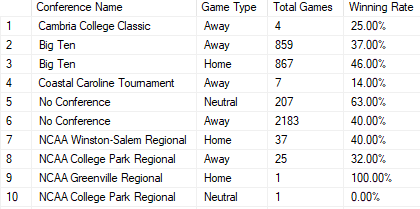 Conference Name Game Type Total Games Winning Rate
1 Cambria College Classic Away 4 25.00%
2 Big Ten Away 859 37.00%
3 Big Ten Home 867 46.00%
4 Coastal Caroline Tournament Away 7 14.00%
5 No Conference Neutral 207 63.00%
6 No Conference Away 2183 40.00%
7 NCAA Winston-Salem Regional Home 37 40.00%
8 NCAA College Park Regional Away 25 32.00%
9 NCAA Greenville Regional Home 1 100.00%
10 NCAA College Park Regional Neutral 1 0.00%